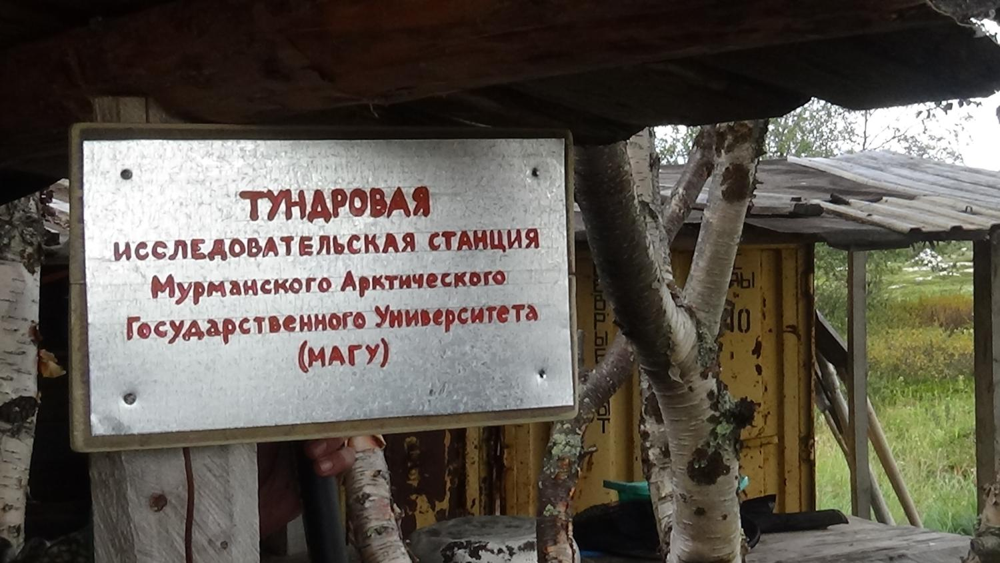 ТУНДРОВАЯ
ИССЛЕДОВАТЕЛЬСКАЯ СТАНЦИЯ
Мурманского Арктического
Государственного Университета
(МАГУ)